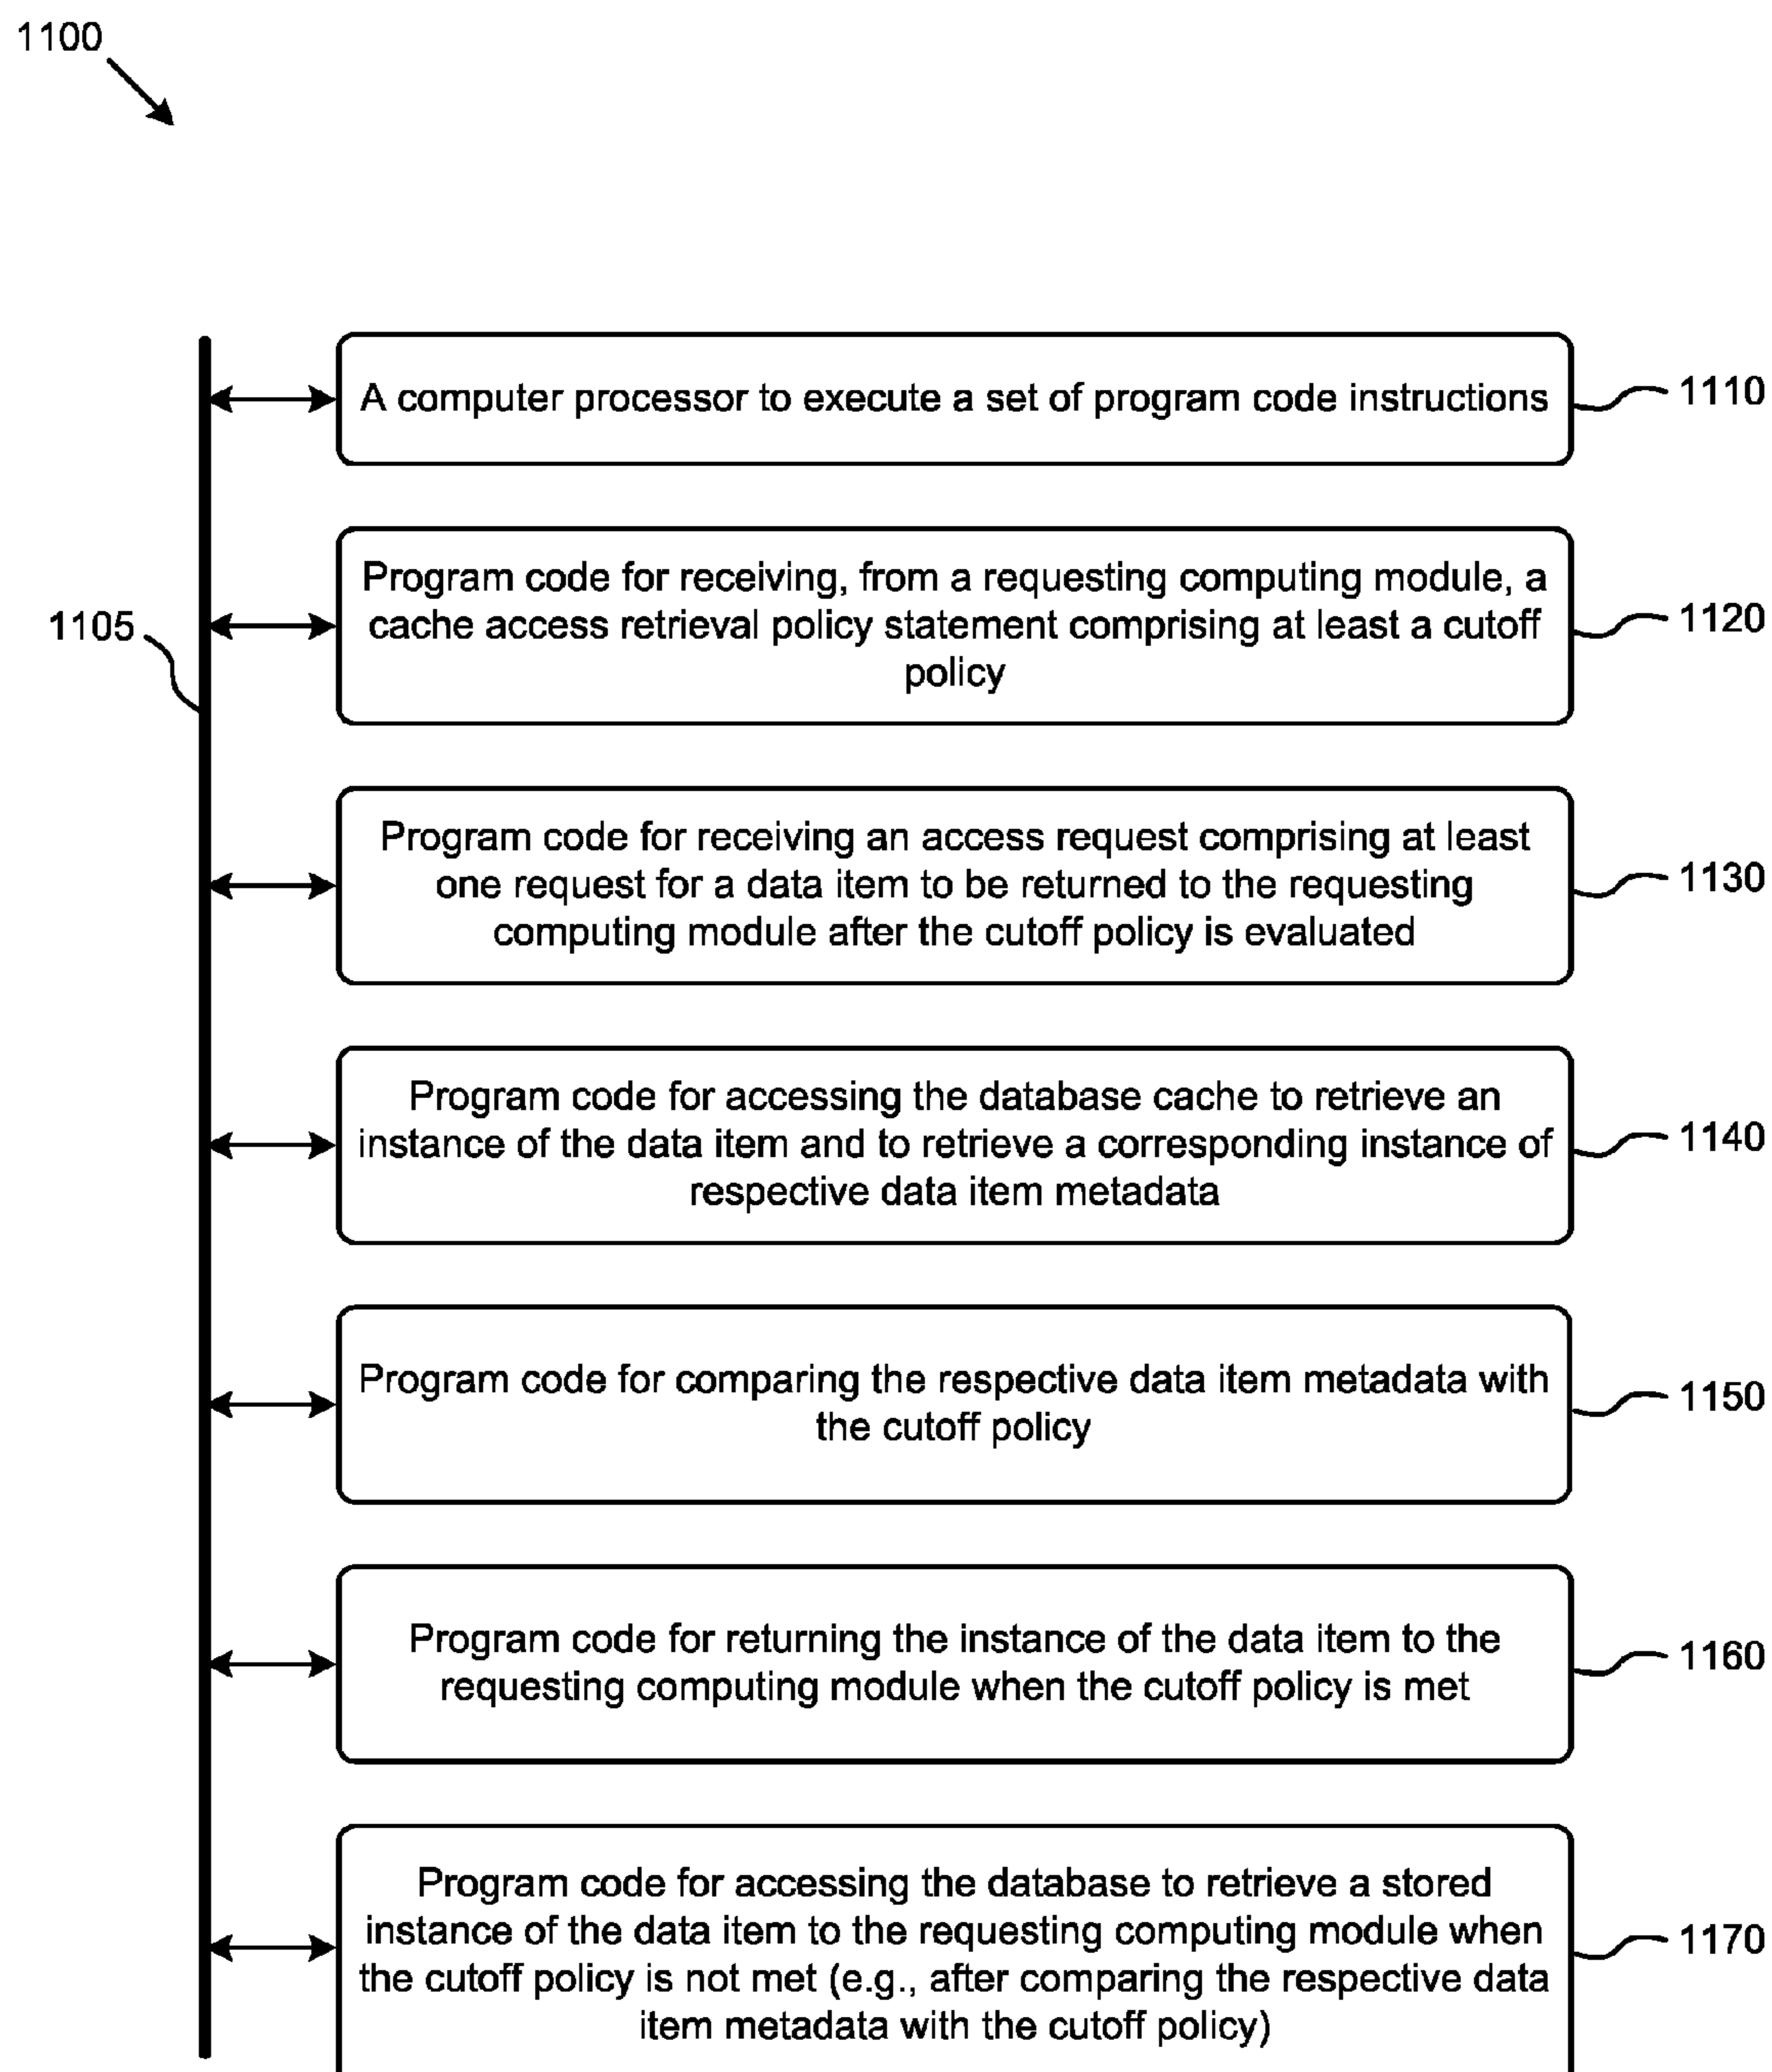 1100
A computer processor to execute a set of program code instructions
1110
Program code for receiving, from a requesting computing module, a
cache access retrieval policy statement comprising at least a cutoff
policy
1120
1105
Program code for receiving an access request comprising at least
one request for a data item to be returned to the requesting
computing module after the cutoff policy is evaluated
1130
Program code for accessing the database cache to retrieve an
instance of the data item and to retrieve a corresponding instance of
respective data item metadata
1140
Program code for comparing the respective data item metadata with
the cutoff policy
1150
Program code for returning the instance of the data item to the
requesting computing module when the cutoff policy is met
1160
Program code for accessing the database to retrieve a stored
instance of the data item to the requesting computing module when
the cutoff policy is not met (e.g., after comparing the respective data
item metadata with the cutoff policy)
1170